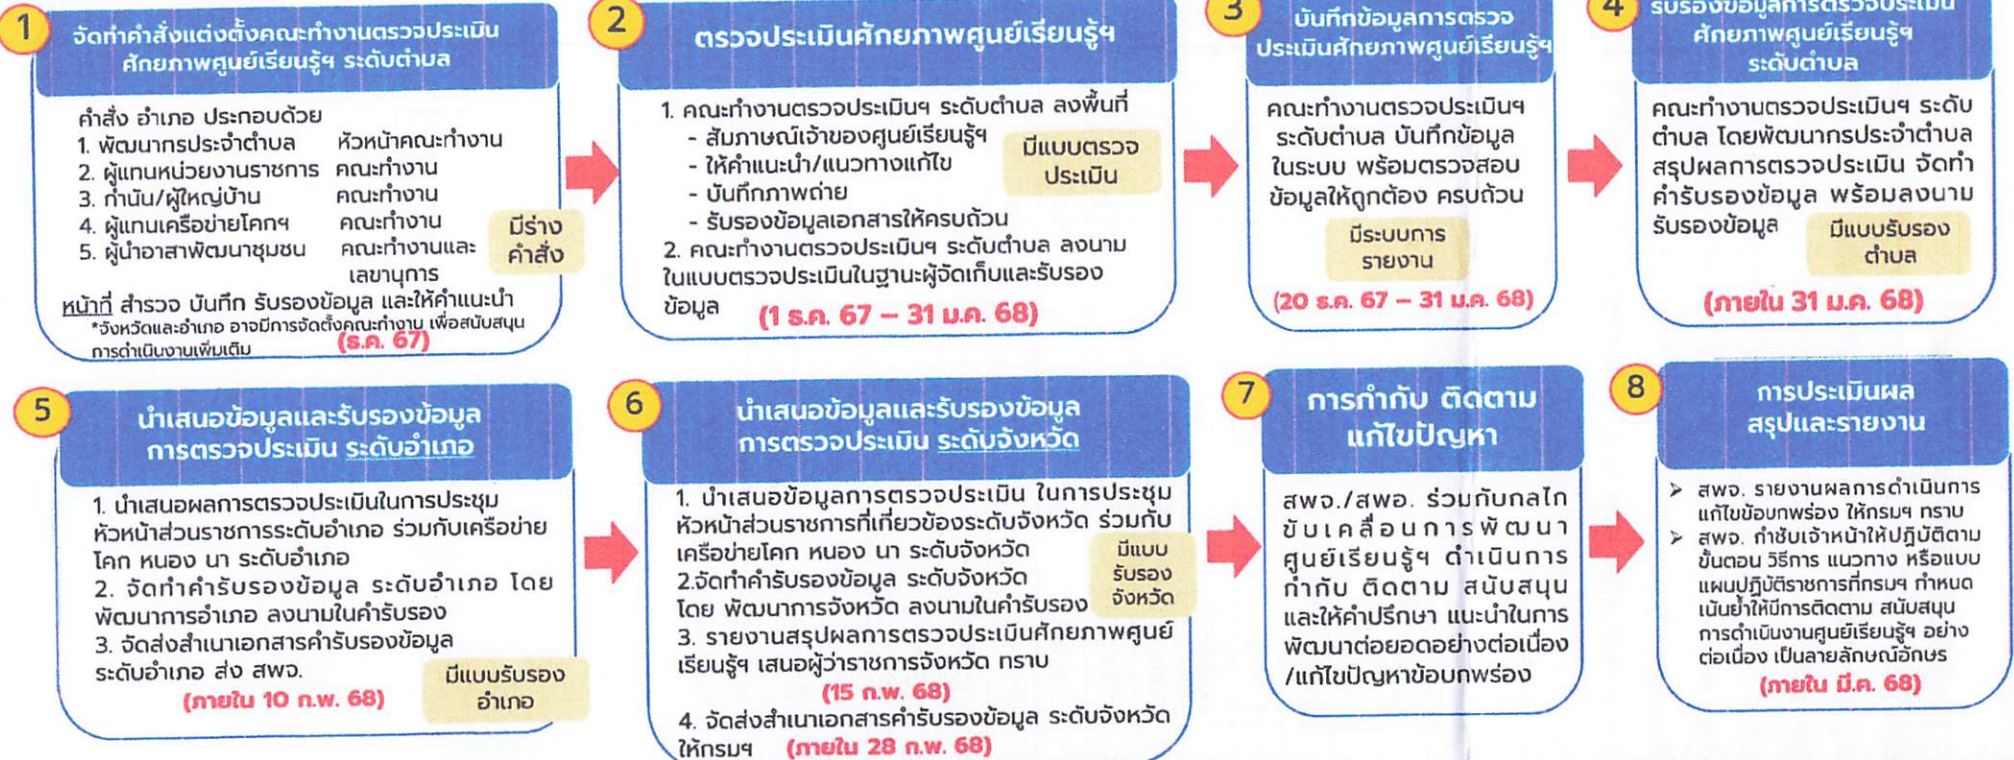 1
จัดทำคำสั่งแต่งตั้งคณะทำงานตรวจประเมิน
ศักยภาพศูนย์เรียนรู้ฯ ระดับตำบล
คำสั่ง อำเภอ ประกอบด้วย
1. พัฒนากรประจำตำบล หัวหน้าคณะทำงาน
2. ผู้แทนหน่วยงานราชการ คณะทำงาน
3. กำนัน/ผู้ใหญ่บ้าน คณะทำงาน
4. ผู้แทนเครือข่ายโคกฯ คณะทำงาน
5. ผู้นำอาสาพัฒนาชุมชน คณะทำงานและ
เลขานุการ
มีร่าง
คำสั่ง
หน้าที่ สำรวจ บันทึก รับรองข้อมูล และให้คำแนะนำ
*จังหวัดและอำเภอ อาจมีการจัดตั้งคณะทำงาน เพื่อสนับสนุน
การดำเนินงานเพิ่มเติม (ธ.ค. 67)
2
ตรวจประเมินศักยภาพศูนย์เรียนรู้ฯ
1. คณะทำงานตรวจประเมินฯ ระดับตำบล ลงพื้นที่
- สัมภาษณ์เจ้าของศูนย์เรียนรู้ฯ
- ให้คำแนะนำ/แนวทางแก้ไข
- บันทึกภาพถ่าย
- รับรองข้อมูลเอกสารให้ครบถ้วน
มีแบบตรวจ
ประเมิน
2. คณะทำงานตรวจประเมินฯ ระดับตำบล ลงนาม
ในแบบตรวจประเมินในฐานะผู้จัดเก็บและรับรอง
ข้อมูล (1 ธ.ค. 67 – 31 ม.ค. 68)
3
บันทึกข้อมูลการตรวจ
ประเมินศักยภาพศูนย์เรียนรู้ฯ
คณะทำงานตรวจประเมินฯ
ระดับตำบล บันทึกข้อมูล
ในระบบ พร้อมตรวจสอบ
ข้อมูลให้ถูกต้อง ครบถ้วน
มีระบบการ
รายงาน
(20 ธ.ค. 67 – 31 ม.ค. 68)
4
รับรองข้อมูลการตรวจประเมิน
ศักยภาพศูนย์เรียนรู้ฯ
ระดับตำบล
คณะทำงานตรวจประเมินฯ ระดับ
ตำบล โดยพัฒนากรประจำตำบล
สรุปผลการตรวจประเมิน จัดทำ
คำรับรองข้อมูล พร้อมลงนาม
รับรองข้อมูล
มีแบบรับรอง
ตำบล
(ภายใน 31 ม.ค. 68)
5
นำเสนอข้อมูลและรับรองข้อมูล
การตรวจประเมิน ระดับอำเภอ
1. นำเสนอผลการตรวจประเมินในการประชุม
หัวหน้าส่วนราชการระดับอำเภอ ร่วมกับเครือข่าย
โคก หนอง นา ระดับอำเภอ
2. จัดทำคำรับรองข้อมูล ระดับอำเภอ โดย
พัฒนาการอำเภอ ลงนามในคำรับรอง
3. จัดส่งสำเนาเอกสารคำรับรองข้อมูล
ระดับอำเภอ ส่ง สพจ.
(ภายใน 10 ก.พ. 68)
มีแบบรับรอง
อำเภอ
6
นำเสนอข้อมูลและรับรองข้อมูล
การตรวจประเมิน ระดับจังหวัด
1. นำเสนอข้อมูลการตรวจประเมิน ในการประชุม
หัวหน้าส่วนราชการที่เกี่ยวข้องระดับจังหวัด ร่วมกับ
เครือข่ายโคก หนอง นา ระดับจังหวัด
2.จัดทำคำรับรองข้อมูล ระดับจังหวัด
โดย พัฒนาการจังหวัด ลงนามในคำรับรอง
มีแบบ
รับรอง
จังหวัด
3. รายงานสรุปผลการตรวจประเมินศักยภาพศูนย์
เรียนรู้ฯ เสนอผู้ว่าราชการจังหวัด ทราบ
(15 ก.พ. 68)
4. จัดส่งสำเนาเอกสารคำรับรองข้อมูล ระดับจังหวัด
ให้กรมฯ (ภายใน 28 ก.พ. 68)
7
การกำกับ ติดตาม
แก้ไขปัญหา
สพจ./สพอ. ร่วมกับกลไก
ขับเคลื่อนการพัฒนา
ศูนย์เรียนรู้ฯ ดำเนินการ
กำกับ ติดตาม สนับสนุน
และให้คำปรึกษา แนะนำในการ
พัฒนาต่อยอดอย่างต่อเนื่อง
/แก้ไขปัญหาข้อบกพร่อง
8
การประเมินผล
สรุปและรายงาน
➢ สพจ. รายงานผลการดำเนินการ
แก้ไขข้อบกพร่อง ให้กรมฯ ทราบ
➢ สพจ. กำชับเจ้าหน้าให้ปฏิบัติตาม
ขั้นตอน วิธีการ แนวทาง หรือแบบ
แผนปฏิบัติราชการที่กรมฯ กำหนด
เน้นย้ำให้มีการติดตาม สนับสนุน
การดำเนินงานศูนย์เรียนรู้ฯ อย่าง
ต่อเนื่อง เป็นลายลักษณ์อักษร
(ภายใน มี.ค. 68)